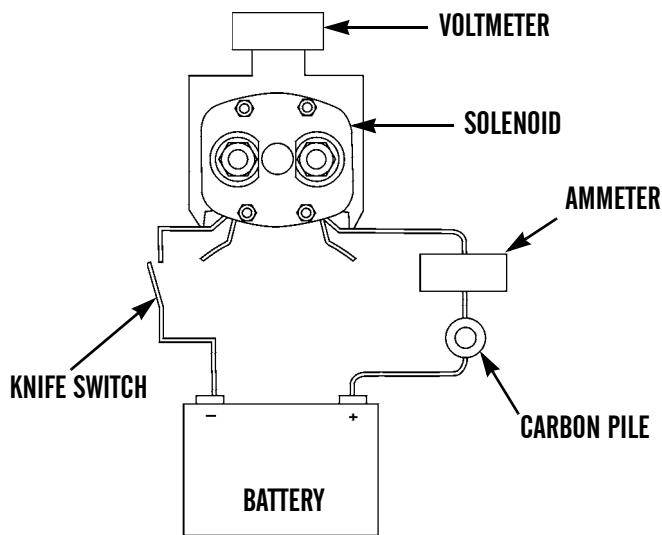 VOLTMETER
SOLENOID
AMMETER
KNIFE SWITCH
CARBON PILE
– +
BATTERY